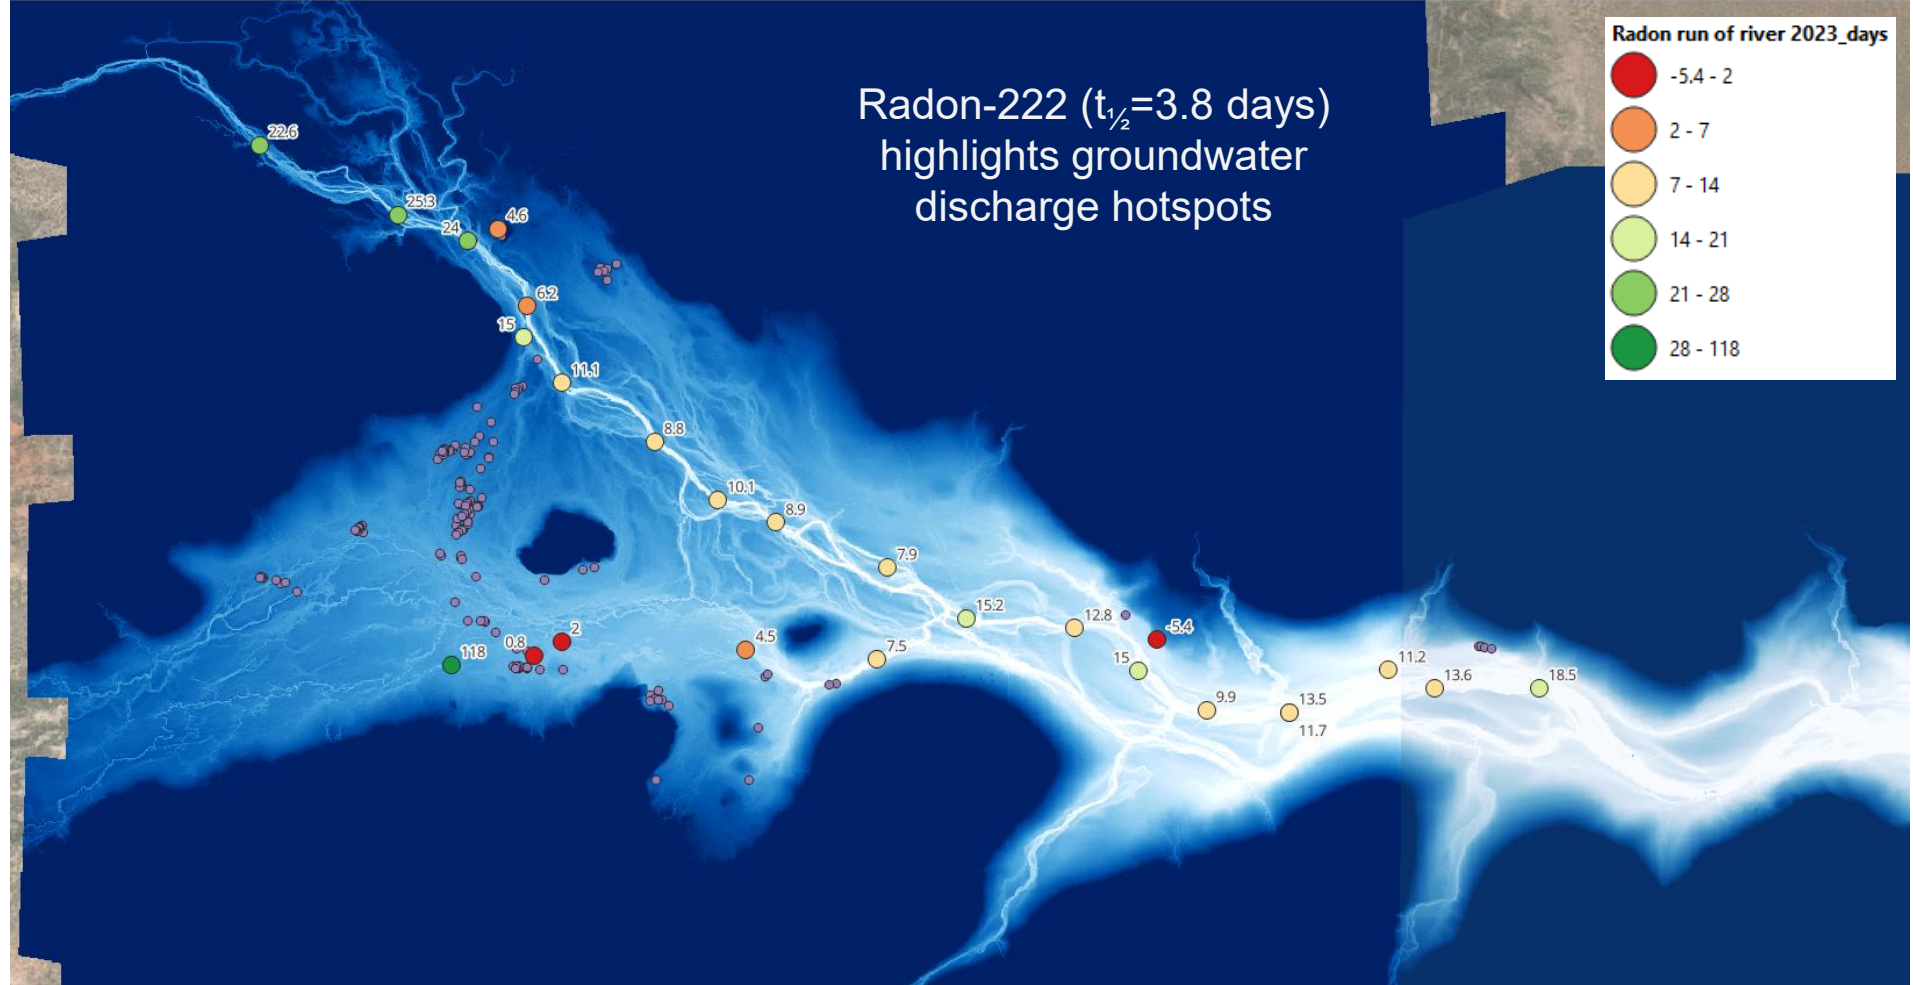 Radon run of river 2023_days
-5.4 - 2
2 - 7
7 - 14
14 - 21
21 - 28
28 - 118
Radon-222 (t½=3.8 days)
highlights groundwater
discharge hotspots
22.6
25.3
24
4.6
6.2
15
11.1
8.8
10.1
8.9
7.9
15.2
12.8
-5.4
15
0.8
2
118
4.5
7.5
9.9
13.5
11.7
11.2
13.6
18.5